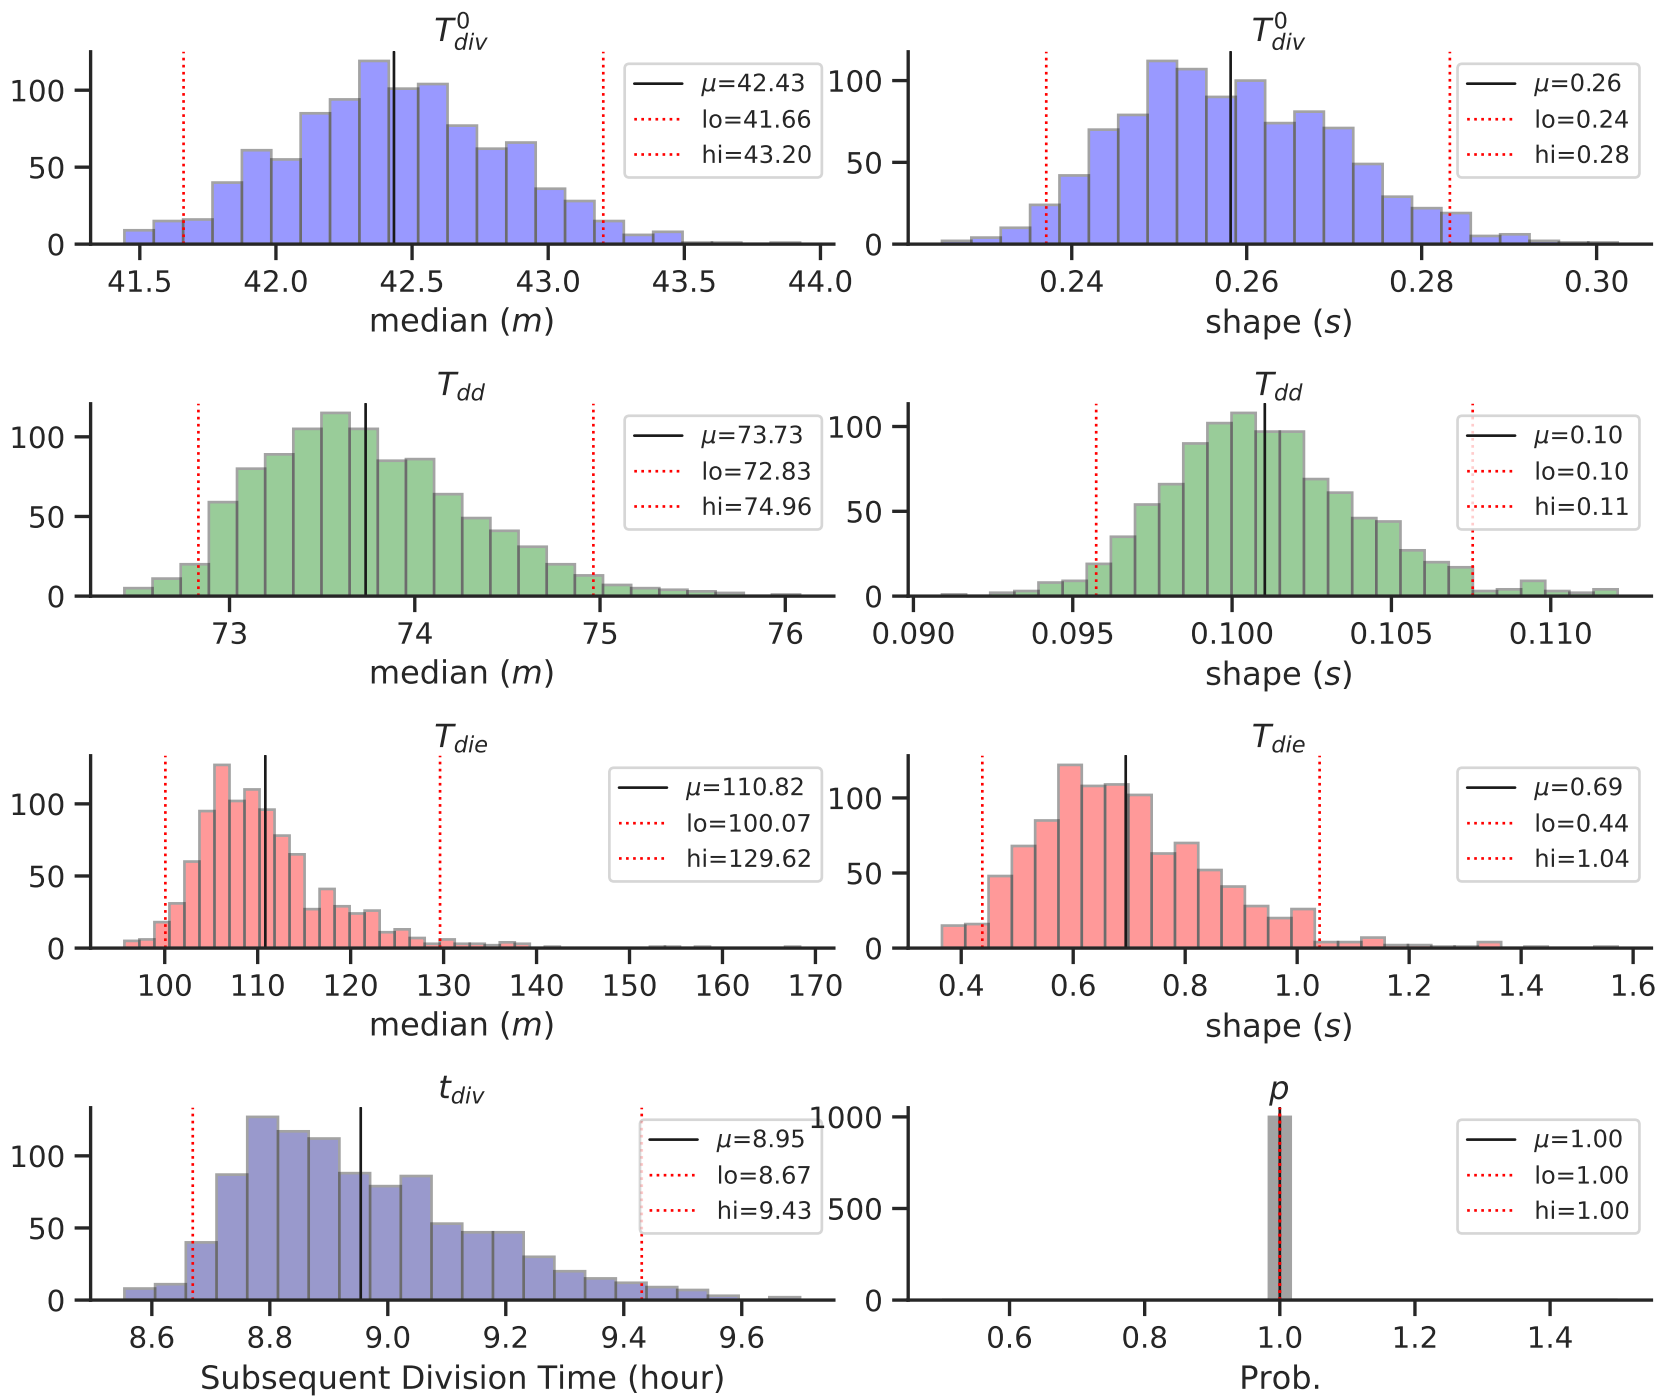 T⁰div
100
50
0
μ=42.43
lo=41.66
hi=43.20
41.5 42.0 42.5 43.0 43.5 44.0
median (m)
T⁰div
100
50
0
μ=0.26
lo=0.24
hi=0.28
0.24 0.26 0.28 0.30
shape (s)
Tdd
100
50
0
μ=73.73
lo=72.83
hi=74.96
73 74 75 76
median (m)
Tdd
100
50
0
μ=0.10
lo=0.10
hi=0.11
0.090 0.095 0.100 0.105 0.110
shape (s)
Tdie
100
50
0
μ=110.82
lo=100.07
hi=129.62
100 110 120 130 140 150 160 170
median (m)
Tdie
100
50
0
μ=0.69
lo=0.44
hi=1.04
0.4 0.6 0.8 1.0 1.2 1.4 1.6
shape (s)
tdiv
100
50
0
μ=8.95
lo=8.67
hi=9.43
8.6 8.8 9.0 9.2 9.4 9.6
Subsequent Division Time (hour)
p
1000
500
0
μ=1.00
lo=1.00
hi=1.00
0.6 0.8 1.0 1.2 1.4
Prob.